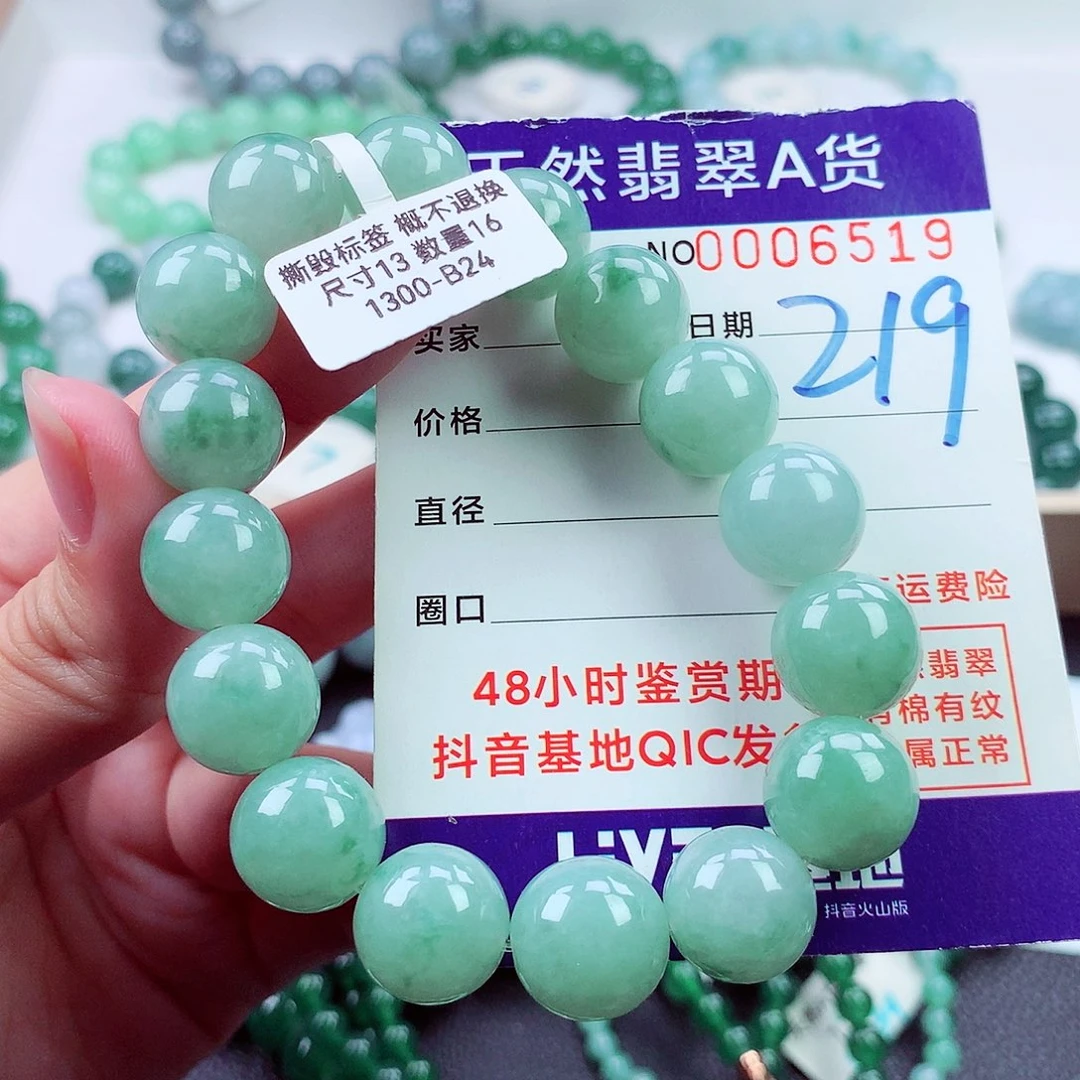 天然翡翠A货
撕毁标签 概不退换
尺寸13 数量16
1300-B24
NO0006519
买家
日期
219
价格
直径
圈口
运费险
48小时鉴赏期
抖音基地QIC发
翡翠
有棉有纹
属正常
抖音火山版